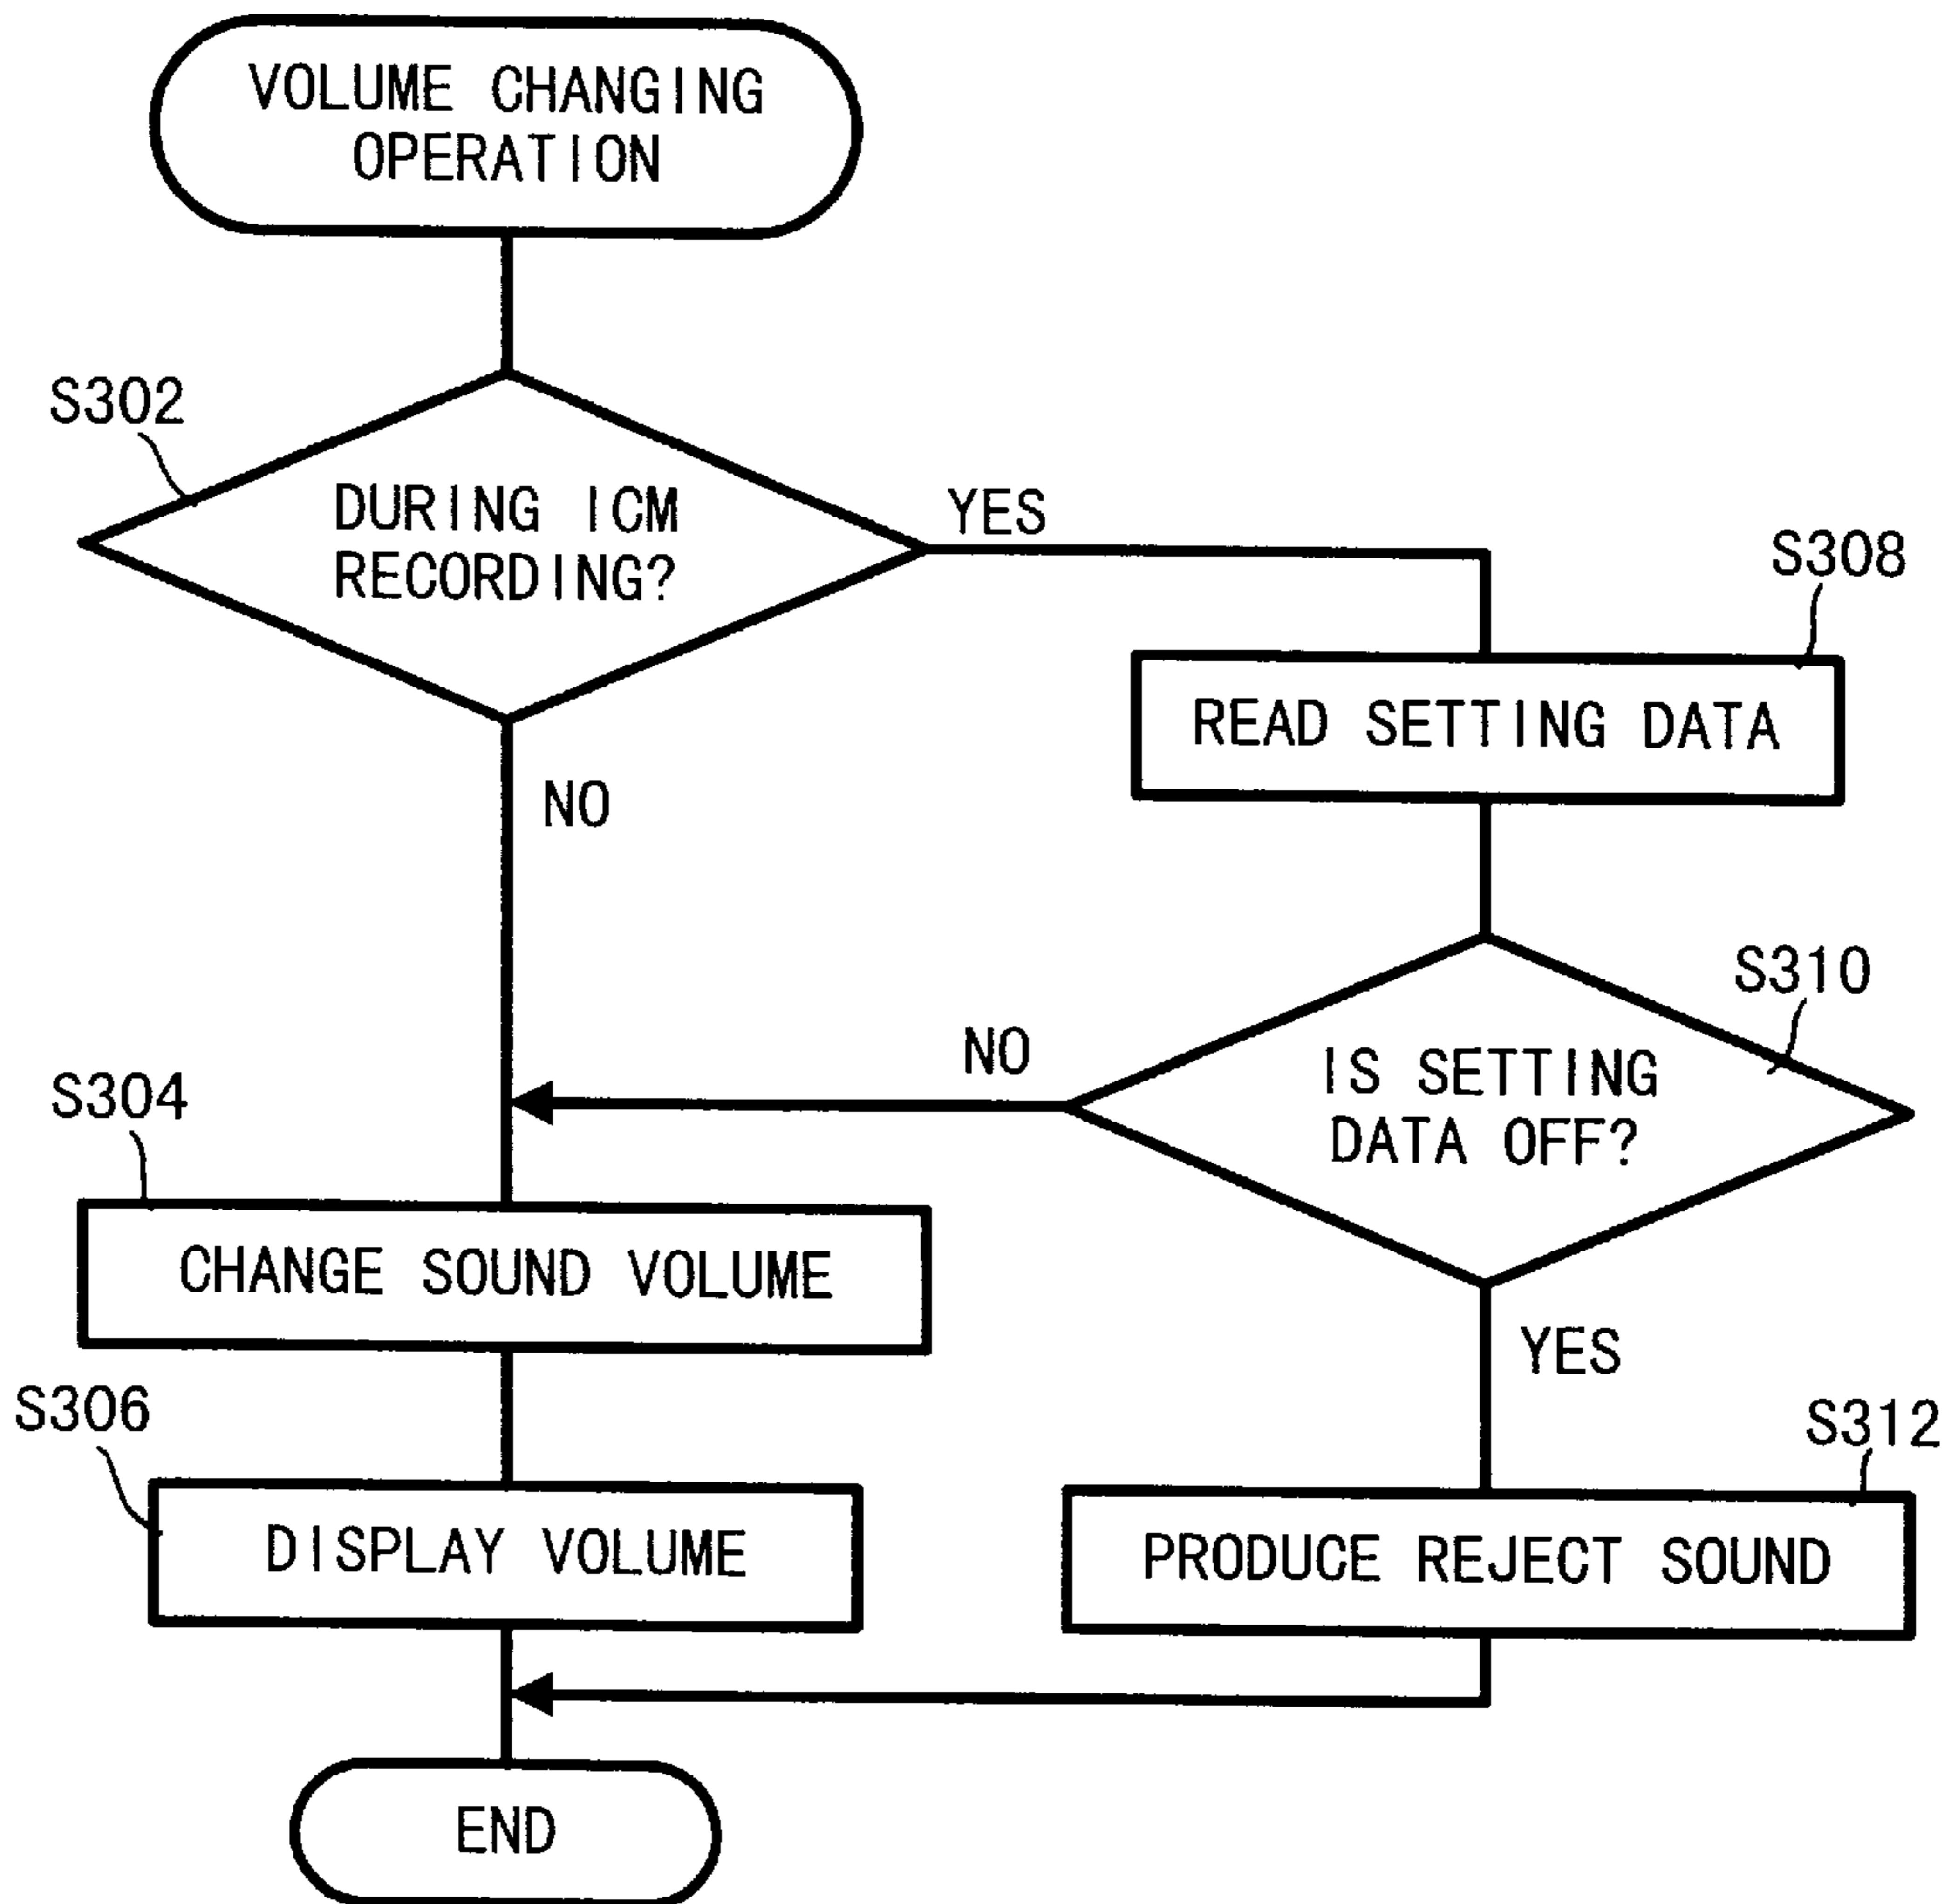 VOLUME CHANGING
OPERATION
S302
DURING ICM
RECORDING?
YES
S308
READ SETTING DATA
NO
S310
IS SETTING
DATA OFF?
NO
S304
CHANGE SOUND VOLUME
YES
S306
DISPLAY VOLUME
S312
PRODUCE REJECT SOUND
END